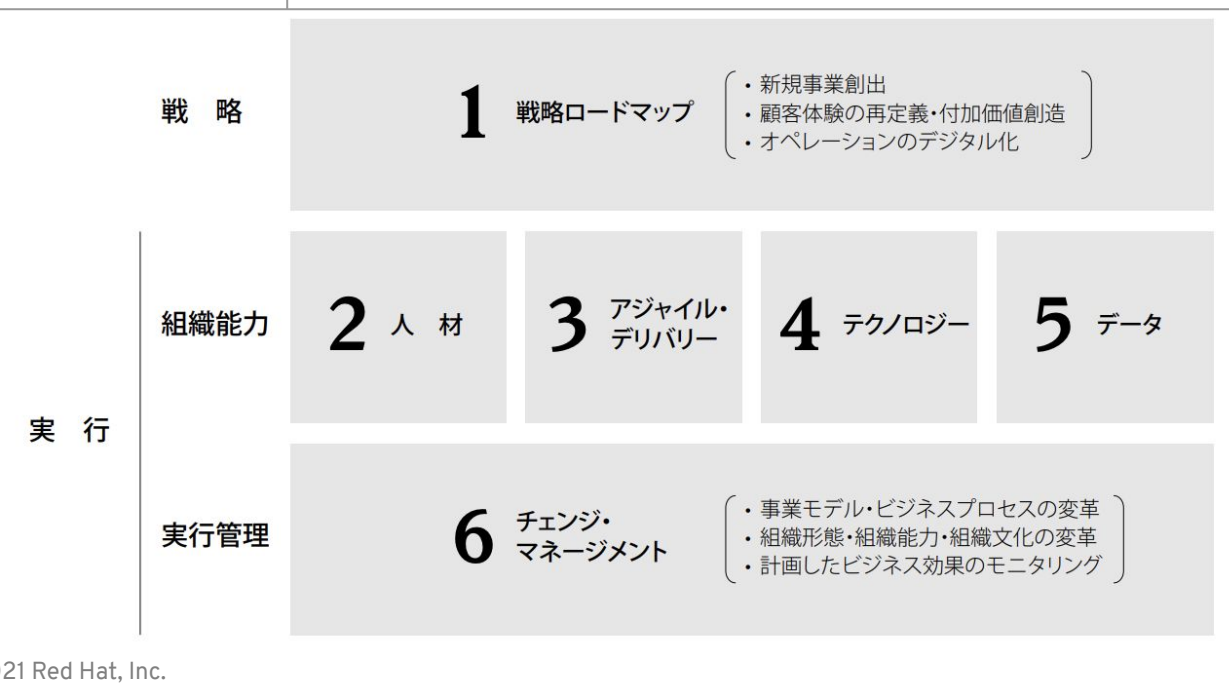 戦 略
1 戦略ロードマップ
・新規事業創出
・顧客体験の再定義・付加価値創造
・オペレーションのデジタル化
実 行
組織能力
2 人 材
3 アジャイル・
デリバリー
4 テクノロジー
5 データ
実行管理
6 チェンジ・
マネージメント
・事業モデル・ビジネスプロセスの変革
・組織形態・組織能力・組織文化の変革
・計画したビジネス効果のモニタリング
21 Red Hat, Inc.